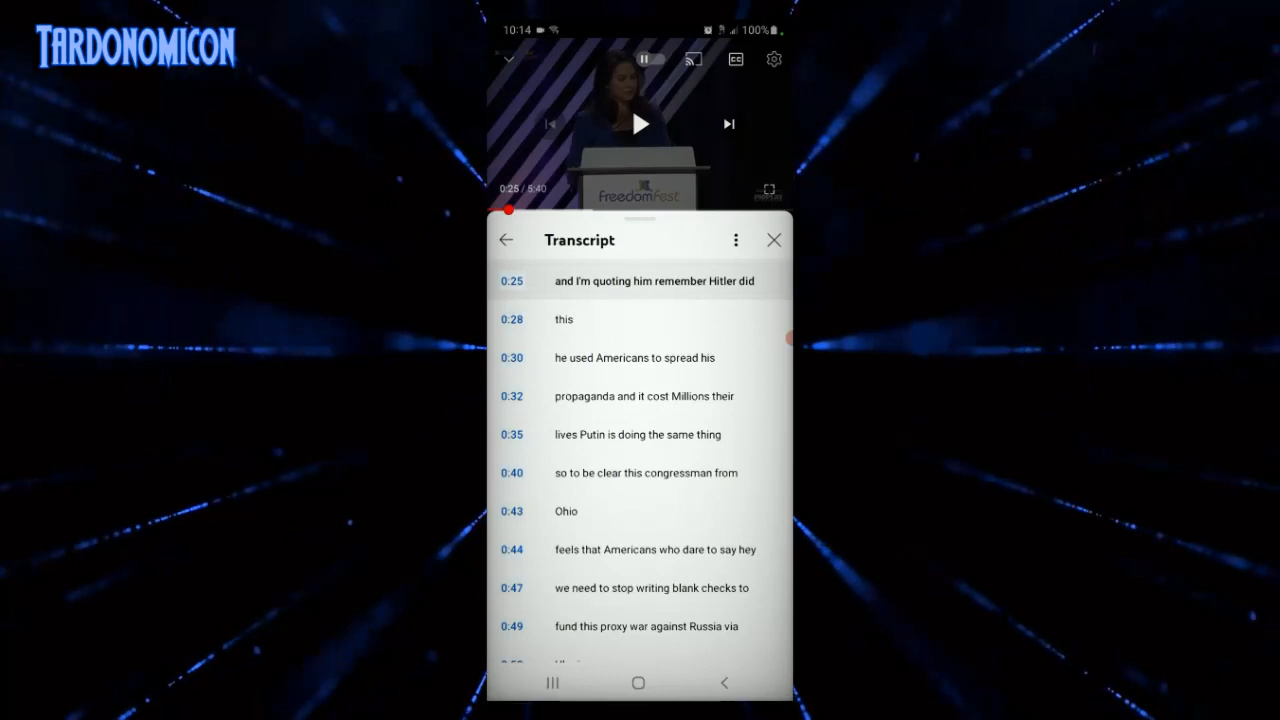 TARDONOMICON
10:14
100%
CC
0:25 / 5:40
FreedomFest
Transcript
0:25 and I'm quoting him remember Hitler did
0:28 this
0:30 he used Americans to spread his
0:32 propaganda and it cost Millions their
0:35 lives Putin is doing the same thing
0:40 so to be clear this congressman from
0:43 Ohio
0:44 feels that Americans who dare to say hey
0:47 we need to stop writing blank checks to
0:49 fund this proxy war against Russia via